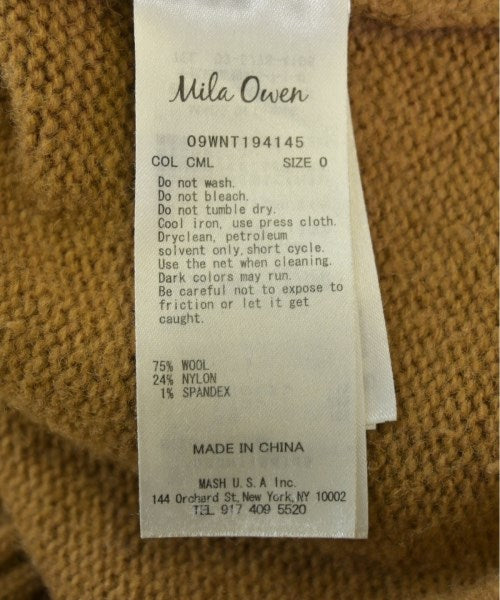 Mila Owen
09WNT194145
COL CML SIZE 0
Do not wash.
Do not bleach.
Do not tumble dry.
Cool iron, use press cloth.
Dryclean, petroleum
solvent only, short cycle.
Use the net when cleaning.
Dark colors may run.
Be careful not to expose to
friction or let it get
caught.
75% WOOL
24% NYLON
1% SPANDEX
MADE IN CHINA
MASH U.S.A Inc.
144 Orchard St, New York, NY 10002
TEL 917 409 5520